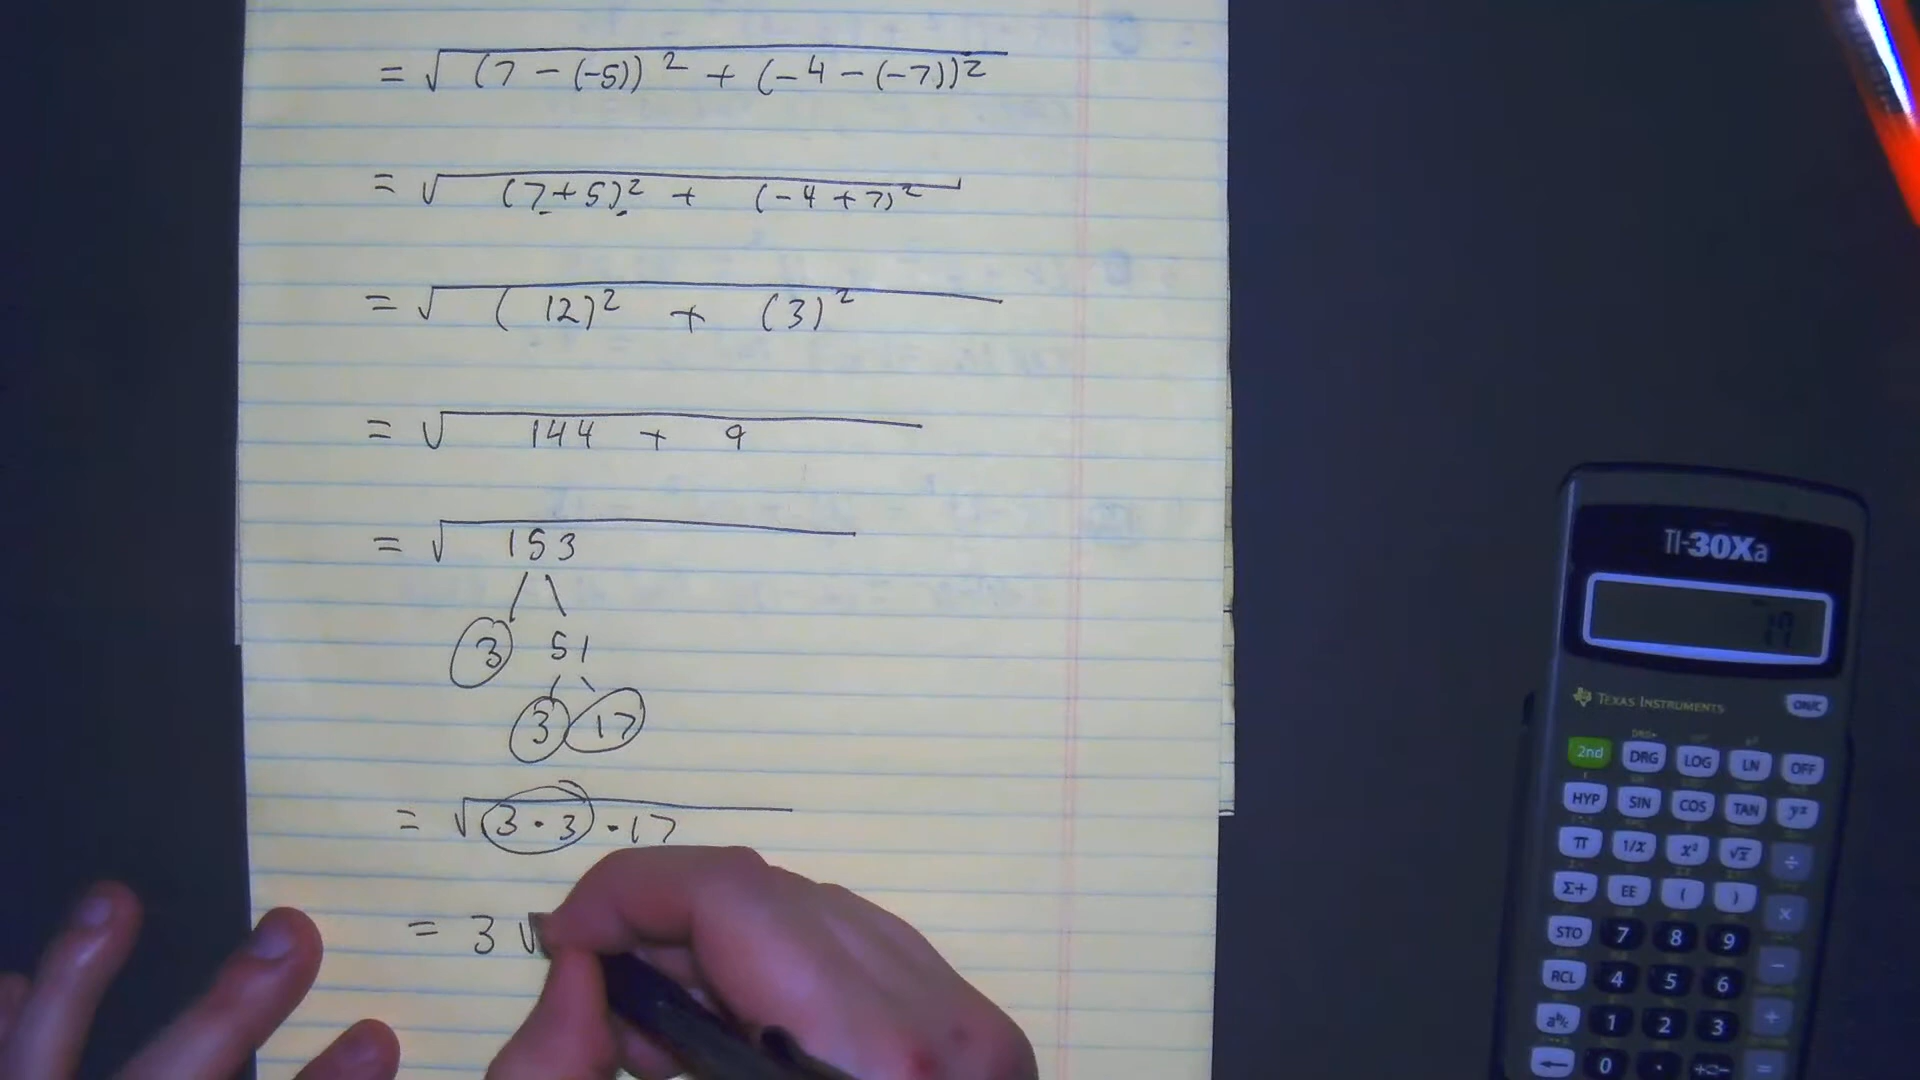 = √(7 - (-5))² + (-4 - (-7))²
= √(7+5)² + (-4+7)²
= √(12)² + (3)²
= √144 + 9
= √153
3 51
3 17
= √3·3·17
= 3√
TI-30Xa
TEXAS INSTRUMENTS
ON/C
2nd DRG LOG LN OFF
HYP SIN COS TAN yˣ
π 1/x x² √x ÷
Σ+ EE ( ) ×
STO 7 8 9 −
RCL 4 5 6 +
a b/c 1 2 3
← 0 . +⇄− =